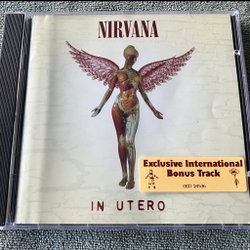 NIRVANA
Exclusive International
Bonus Track
IN UTERO